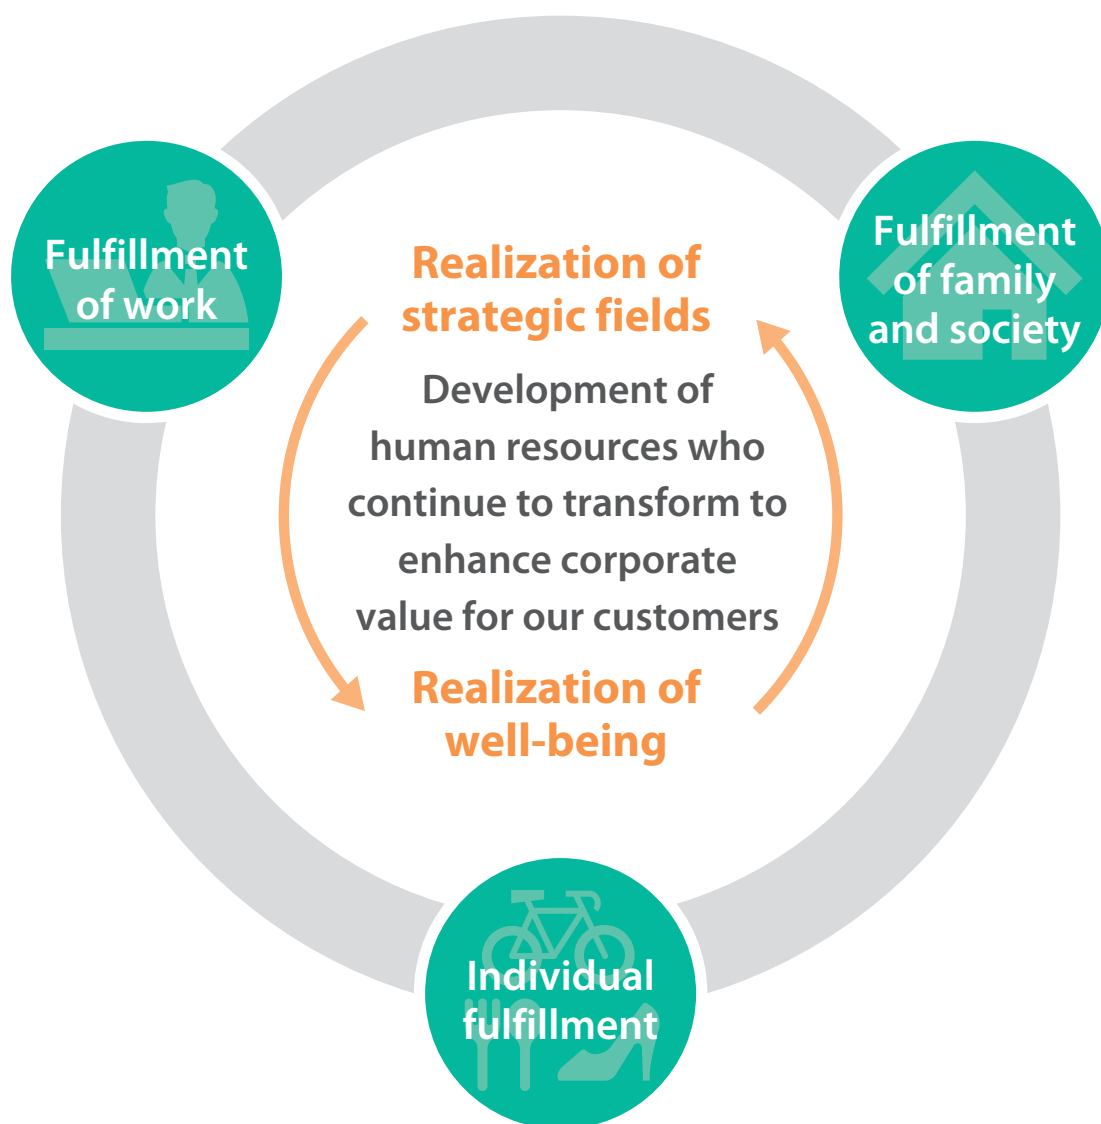 Fulfillment
of work
Fulfillment
of family
and society
Realization of
strategic fields
Development of
human resources who
continue to transform to
enhance corporate
value for our customers
Realization of
well-being
Individual
fulfillment